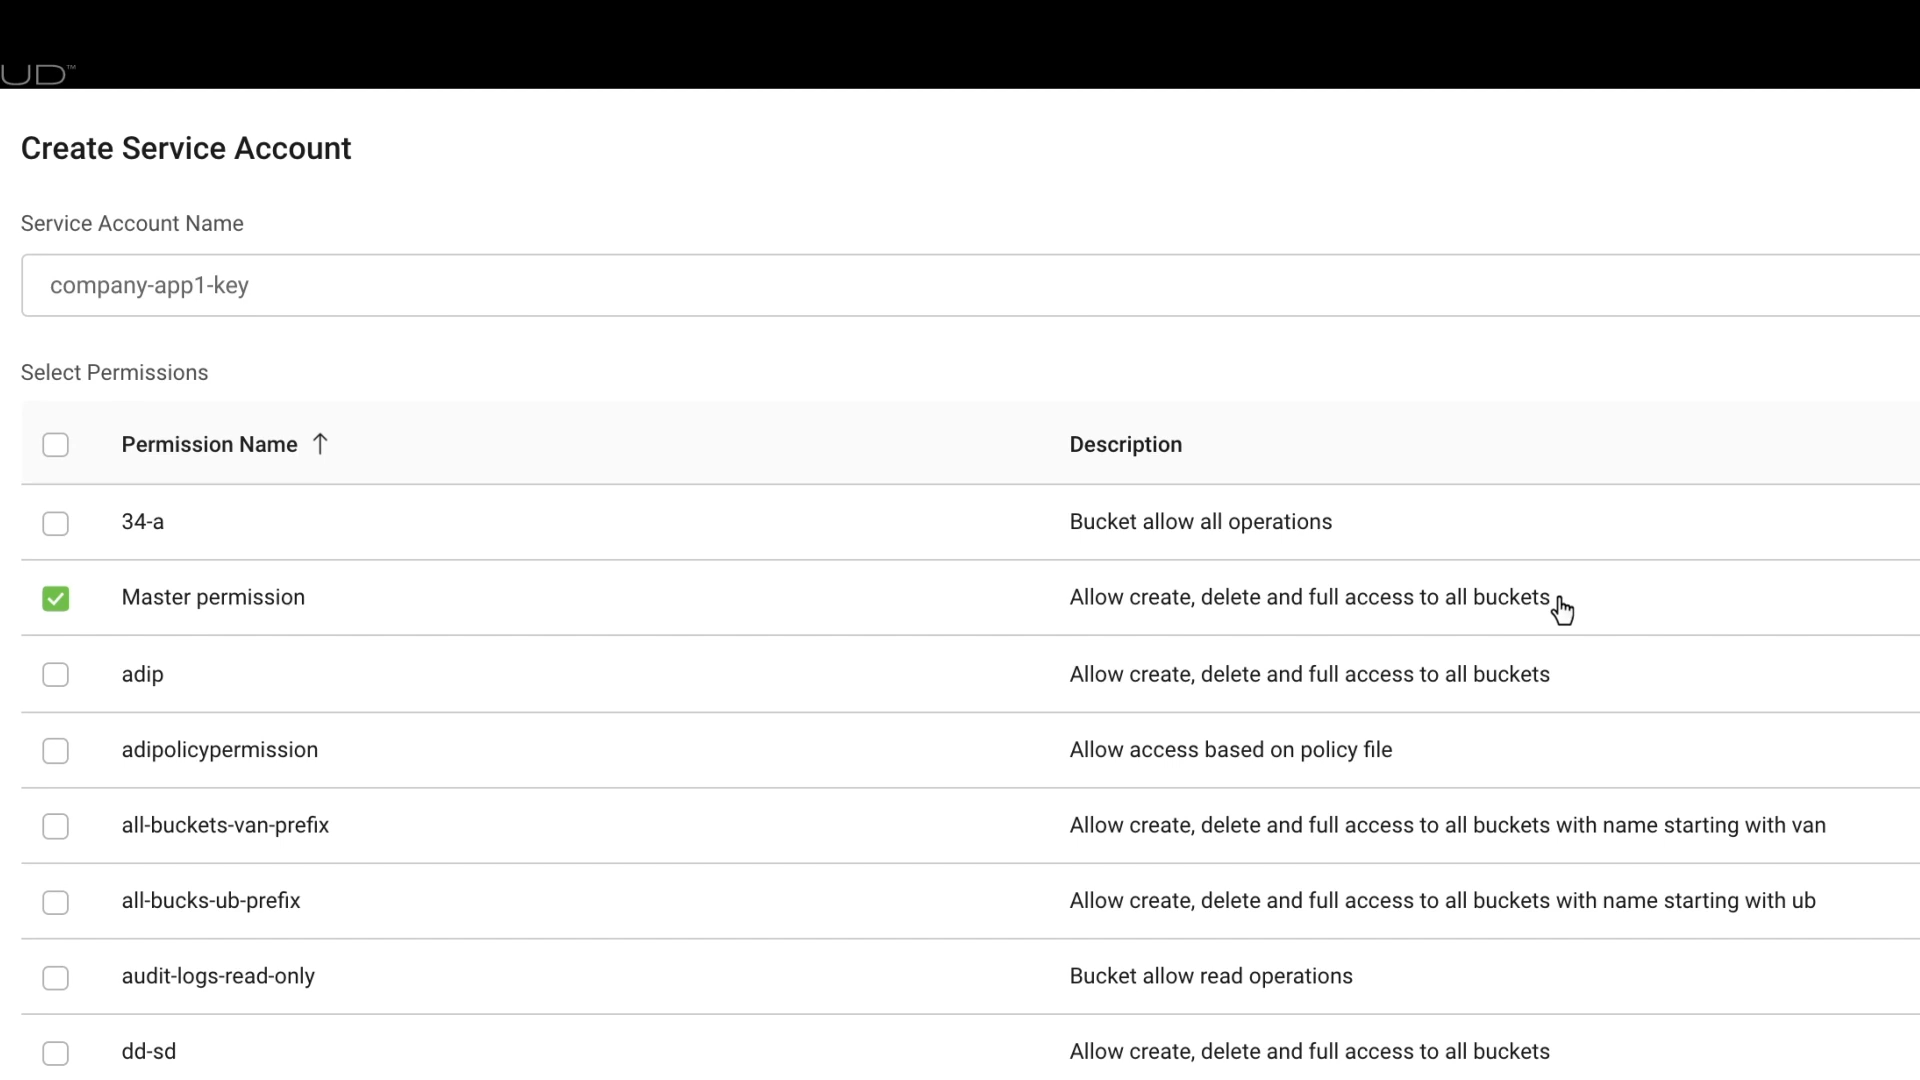 UD™
Create Service Account
Service Account Name
company-app1-key
Select Permissions
Permission Name ↑ Description
34-a Bucket allow all operations
Master permission Allow create, delete and full access to all buckets
adip Allow create, delete and full access to all buckets
adipolicypermission Allow access based on policy file
all-buckets-van-prefix Allow create, delete and full access to all buckets with name starting with van
all-bucks-ub-prefix Allow create, delete and full access to all buckets with name starting with ub
audit-logs-read-only Bucket allow read operations
dd-sd Allow create, delete and full access to all buckets